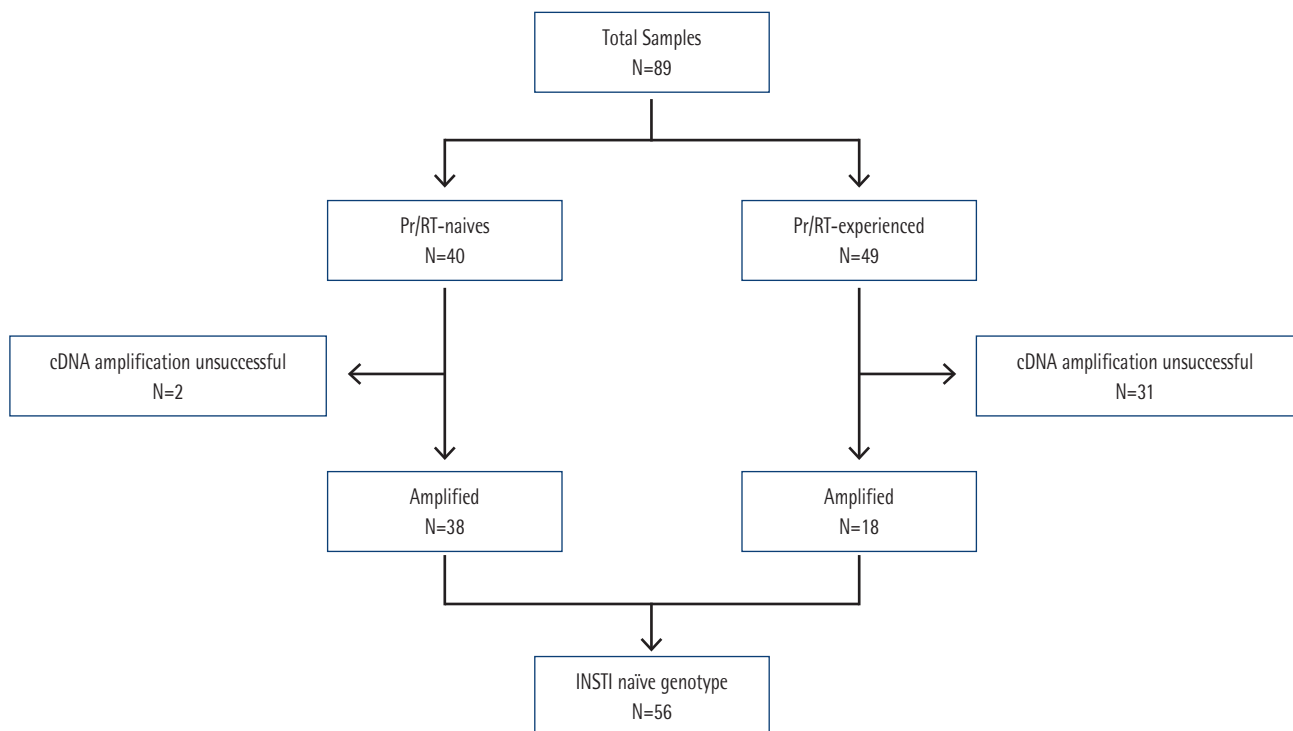 Total Samples
N=89
Pr/RT-naives
N=40
Pr/RT-experienced
N=49
cDNA amplification unsuccessful
N=2
cDNA amplification unsuccessful
N=31
Amplified
N=38
Amplified
N=18
INSTI naïve genotype
N=56